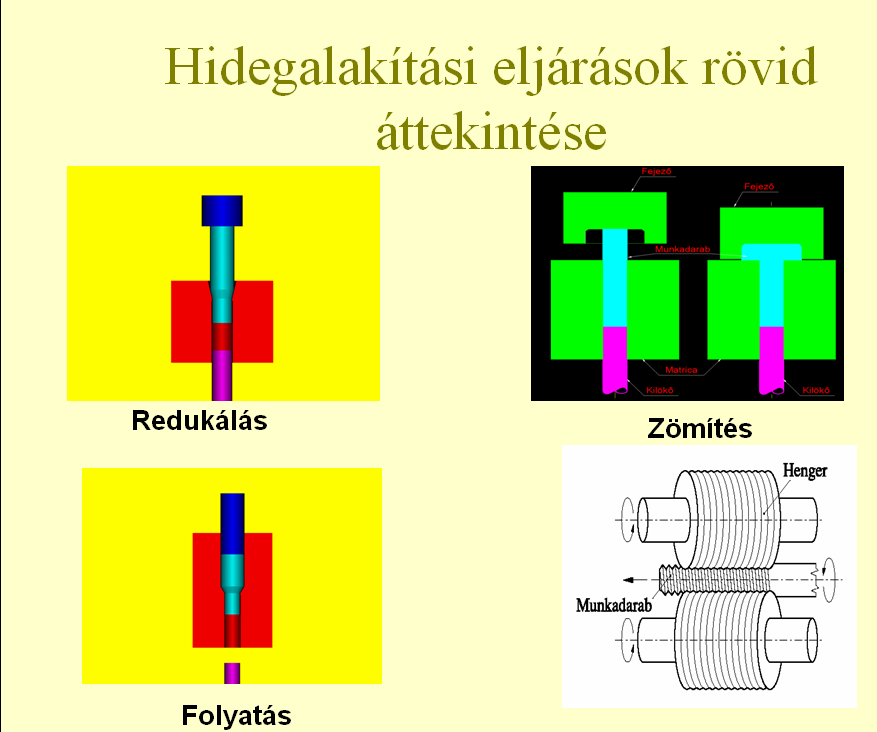 Hidegalakítási eljárások rövid
áttekintése
Redukálás
Fejező
Fejező
Munkadarab
Matrica
Kilökő
Kilökő
Zömítés
Folyatás
Henger
Munkadarab